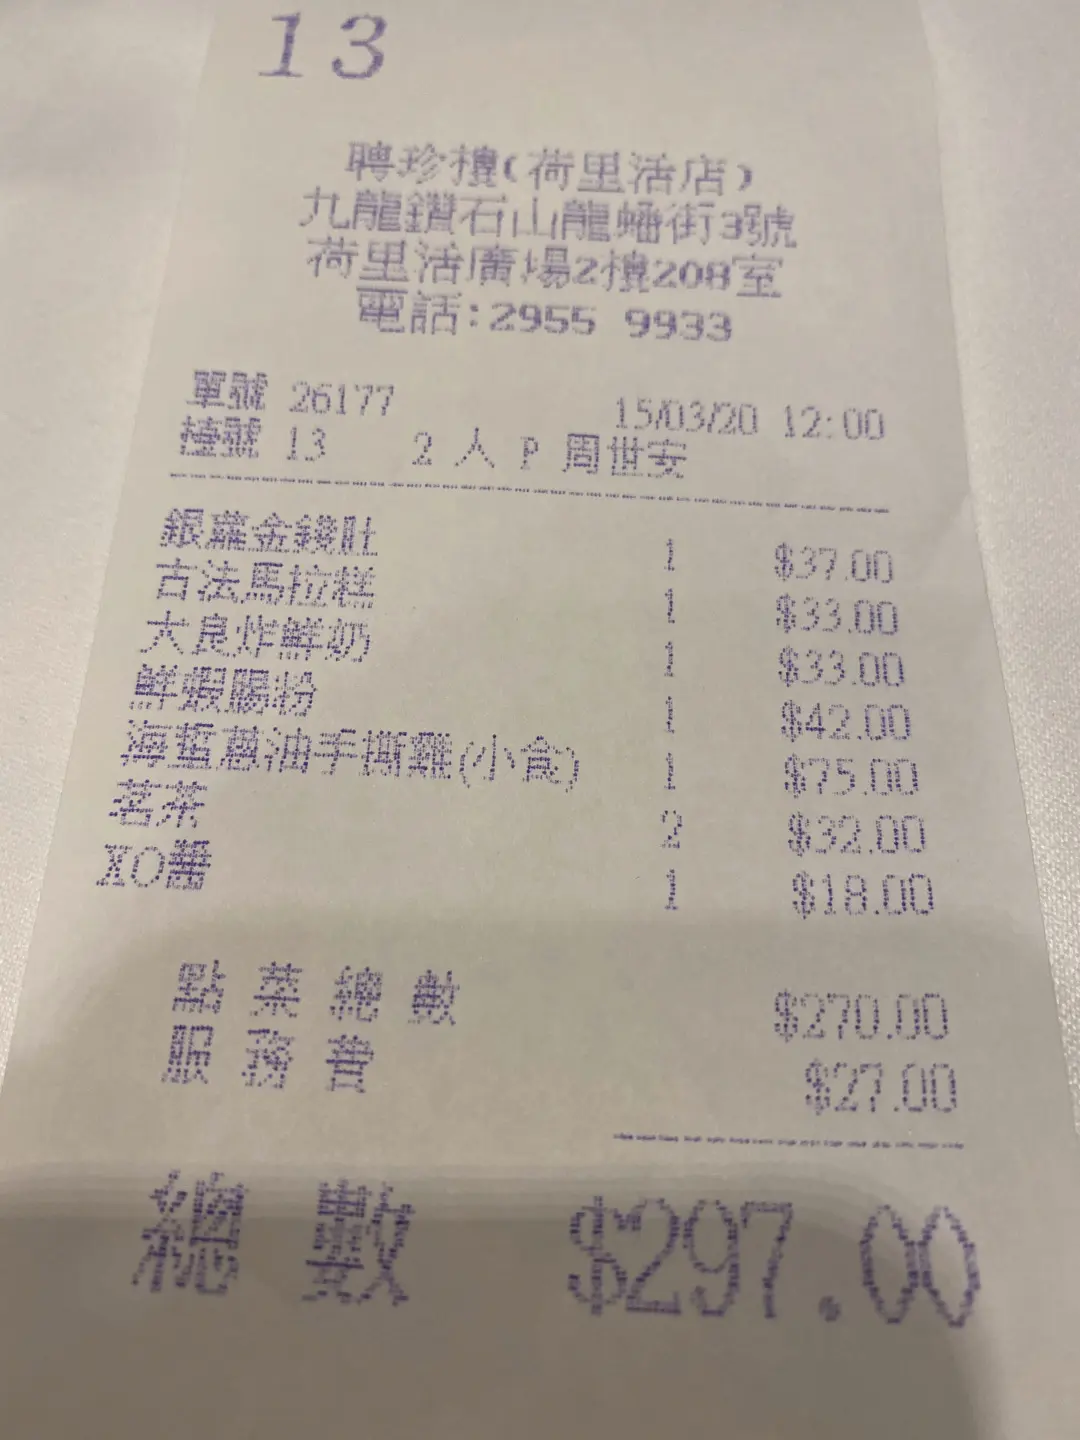 13
聘珍樓(荷里活店)
九龍鑽石山龍蟠街3號
荷里活廣場2樓208室
電話:2955 9933
單號 26177 15/03/20 12:00
檯號 13 2 人 P 周世安
銀蘿金錢肚 1 $37.00
古法馬拉糕 1 $33.00
大良炸鮮奶 1 $33.00
鮮蝦腸粉 1 $42.00
海蜇蔥油手撕雞(小食) 1 $75.00
茗茶 2 $32.00
XO醬 1 $18.00
點菜總數 $270.00
服務費 $27.00
總數 $297.00